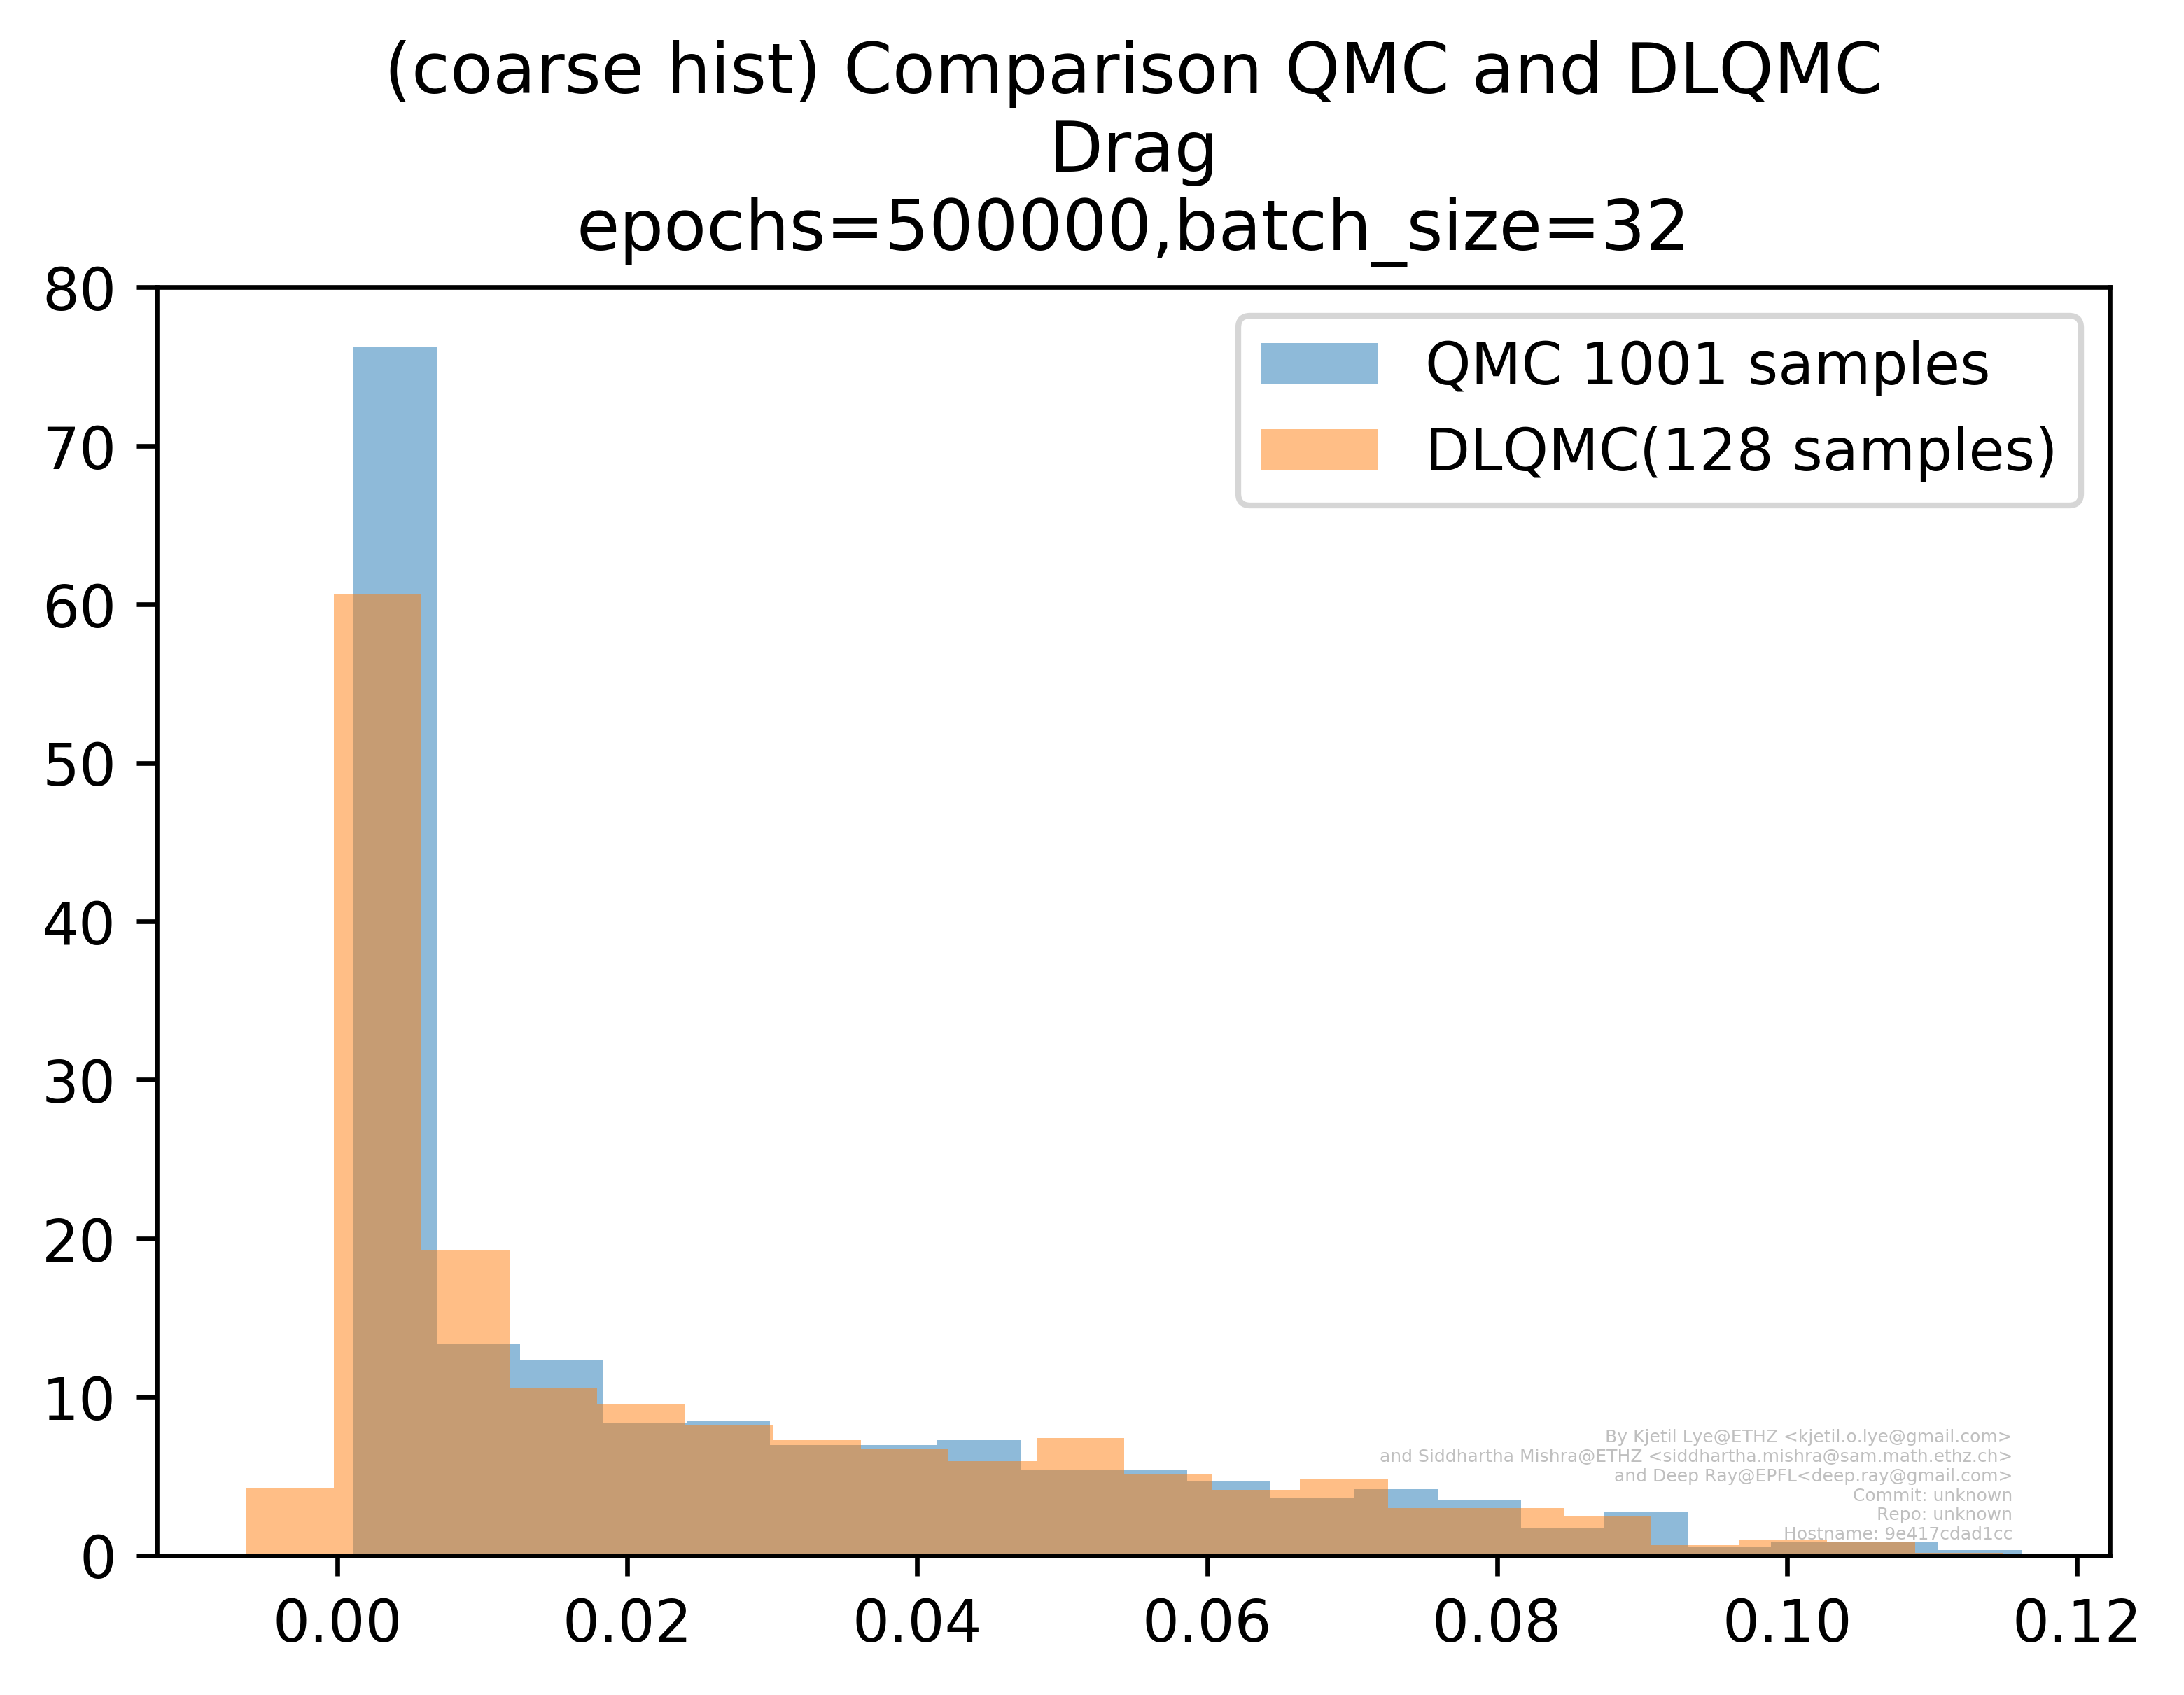 (coarse hist) Comparison QMC and DLQMC
Drag
epochs=500000,batch_size=32
80
70
60
50
40
30
20
10
0
QMC 1001 samples
DLQMC(128 samples)
By Kjetil Lye@ETHZ <kjetil.o.lye@gmail.com>
and Siddhartha Mishra@ETHZ <siddhartha.mishra@sam.math.ethz.ch>
and Deep Ray@EPFL<deep.ray@gmail.com>
Commit: unknown
Repo: unknown
Hostname: 9e417cdad1cc
0.00 0.02 0.04 0.06 0.08 0.10 0.12